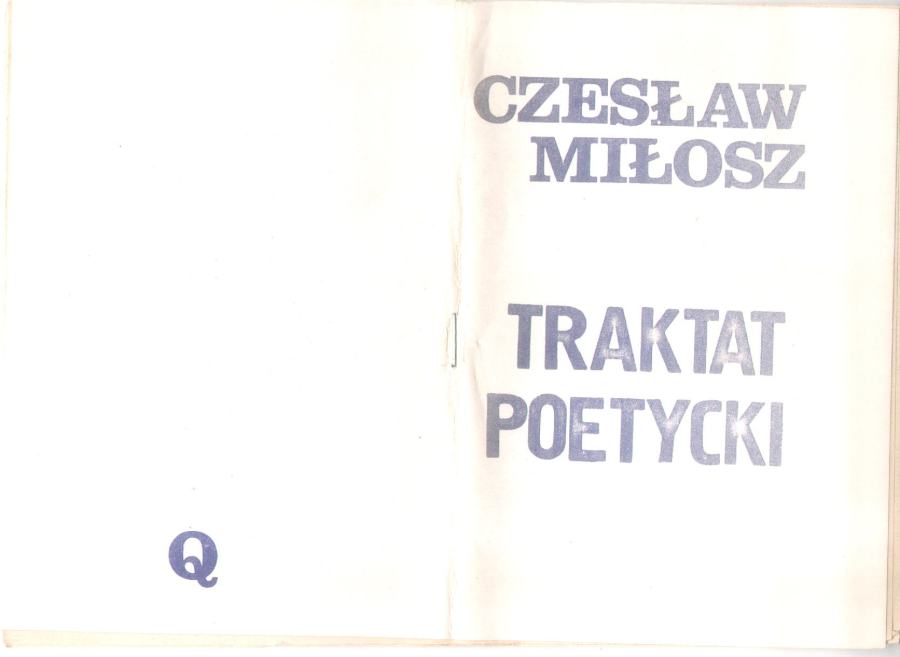 Q
CZESŁAW
MIŁOSZ
TRAKTAT
POETYCKI